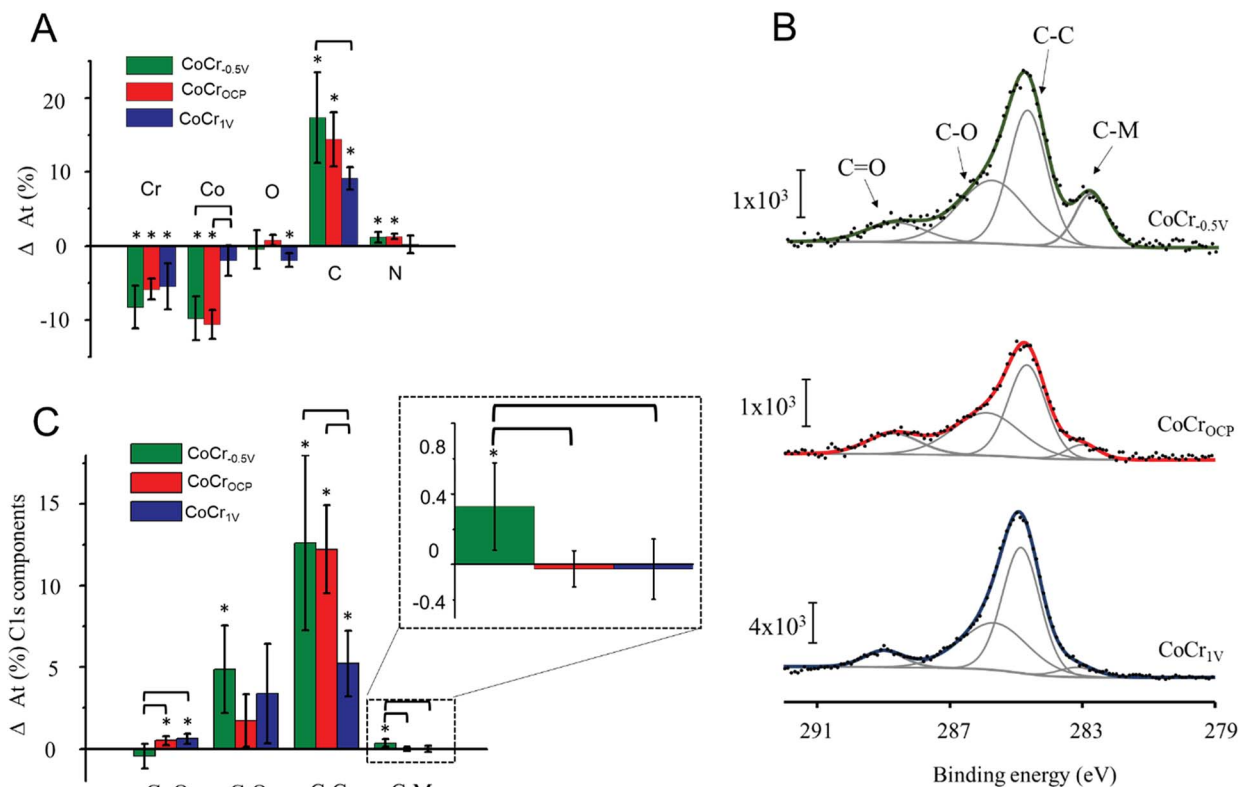 A
CoCr-0.5V
CoCrOCP
CoCr1V
20
10
0
-10
Δ At (%)
Cr
Co
O
C
N
* * *
* *
*
* * *
* *
B
C-C
C-O
C-M
C=O
1x10³
CoCr-0.5V
1x10³
CoCrOCP
4x10³
CoCr1V
291
287
283
279
Binding energy (eV)
C
CoCr-0.5V
CoCrOCP
CoCr1V
15
10
5
0
Δ At (%) C1s components
* *
*
* * *
*
0.8
0.4
0
-0.4
*